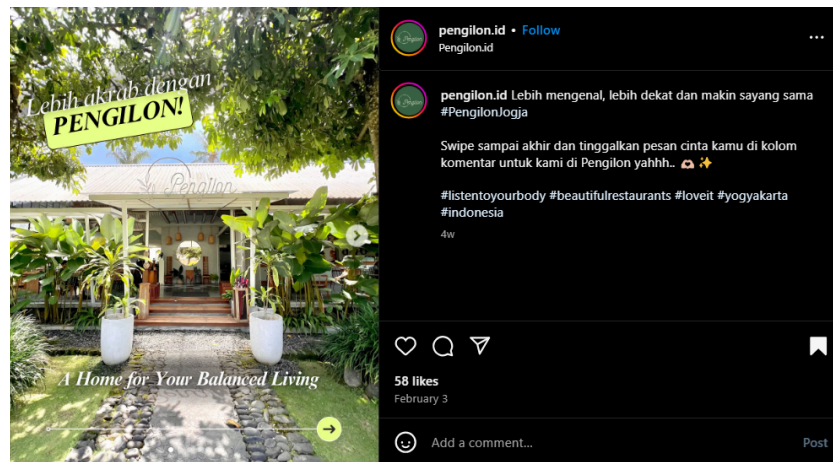 Lebih akrab dengan
PENGILON!
Pengilon
A Home for Your Balanced Living
pengilon.id • Follow
Pengilon.id
pengilon.id Lebih mengenal, lebih dekat dan makin sayang sama
#PengilonJogja
Swipe sampai akhir dan tinggalkan pesan cinta kamu di kolom
komentar untuk kami di Pengilon yahhh.. 🫶🏼✨
#listentoyourbody #beautifulrestaurants #loveit #yogyakarta
#indonesia
4w
58 likes
February 3
Add a comment...
Post